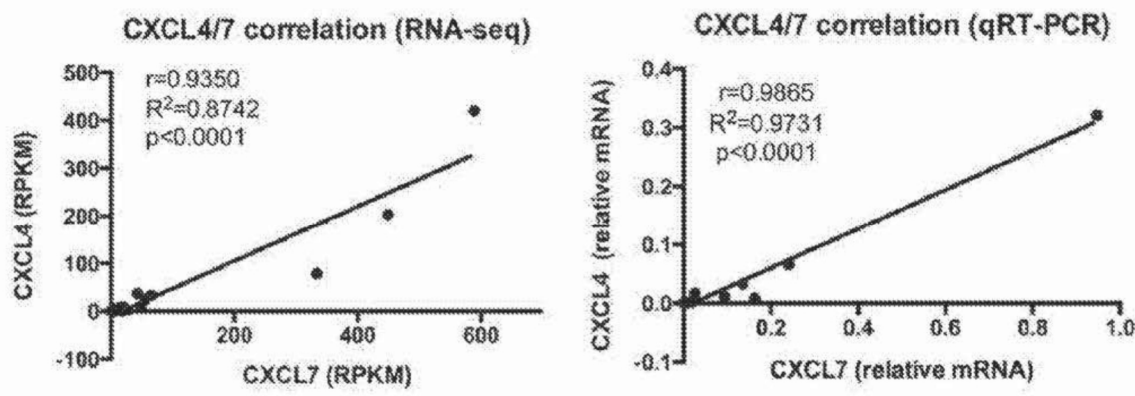 CXCL4/7 correlation (RNA-seq)
r=0.9350
R²=0.8742
p<0.0001
500
400
300
200
100
0
-100
200
400
600
CXCL4 (RPKM)
CXCL7 (RPKM)
CXCL4/7 correlation (qRT-PCR)
r=0.9865
R²=0.9731
p<0.0001
0.4
0.3
0.2
0.1
0.0
-0.1
0.2
0.4
0.6
0.8
1.0
CXCL4 (relative mRNA)
CXCL7 (relative mRNA)